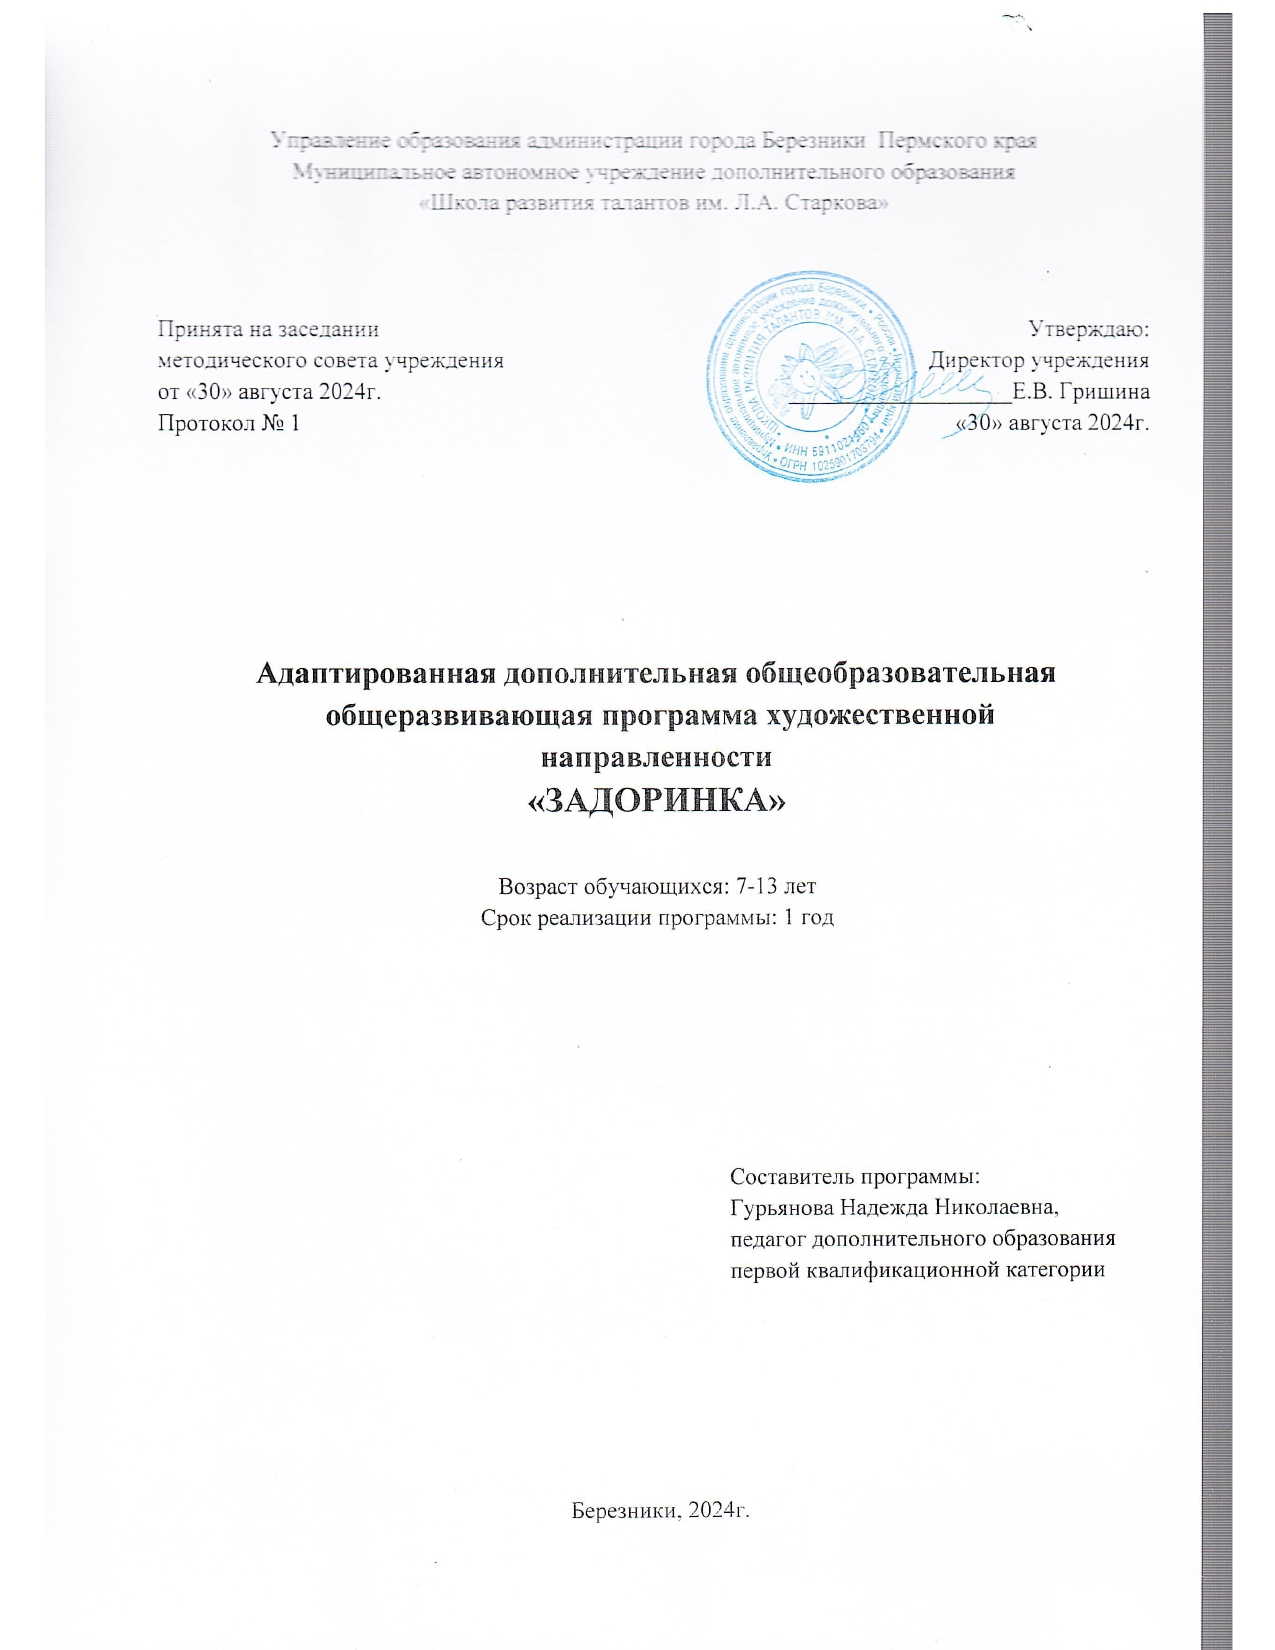 Управление образования администрации города Березники Пермского края
Муниципальное автономное учреждение дополнительного образования
«Школа развития талантов им. Л.А. Старкова»
Принята на заседании
методического совета учреждения
от «30» августа 2024г.
Протокол № 1
Утверждаю:
Директор учреждения
Е.В. Гришина
«30» августа 2024г.
ОГРН 1025901703794
Адаптированная дополнительная общеобразовательная
общеразвивающая программа художественной
направленности
«ЗАДОРИНКА»
Возраст обучающихся: 7-13 лет
Срок реализации программы: 1 год
Составитель программы:
Гурьянова Надежда Николаевна,
педагог дополнительного образования
первой квалификационной категории
Березники, 2024г.